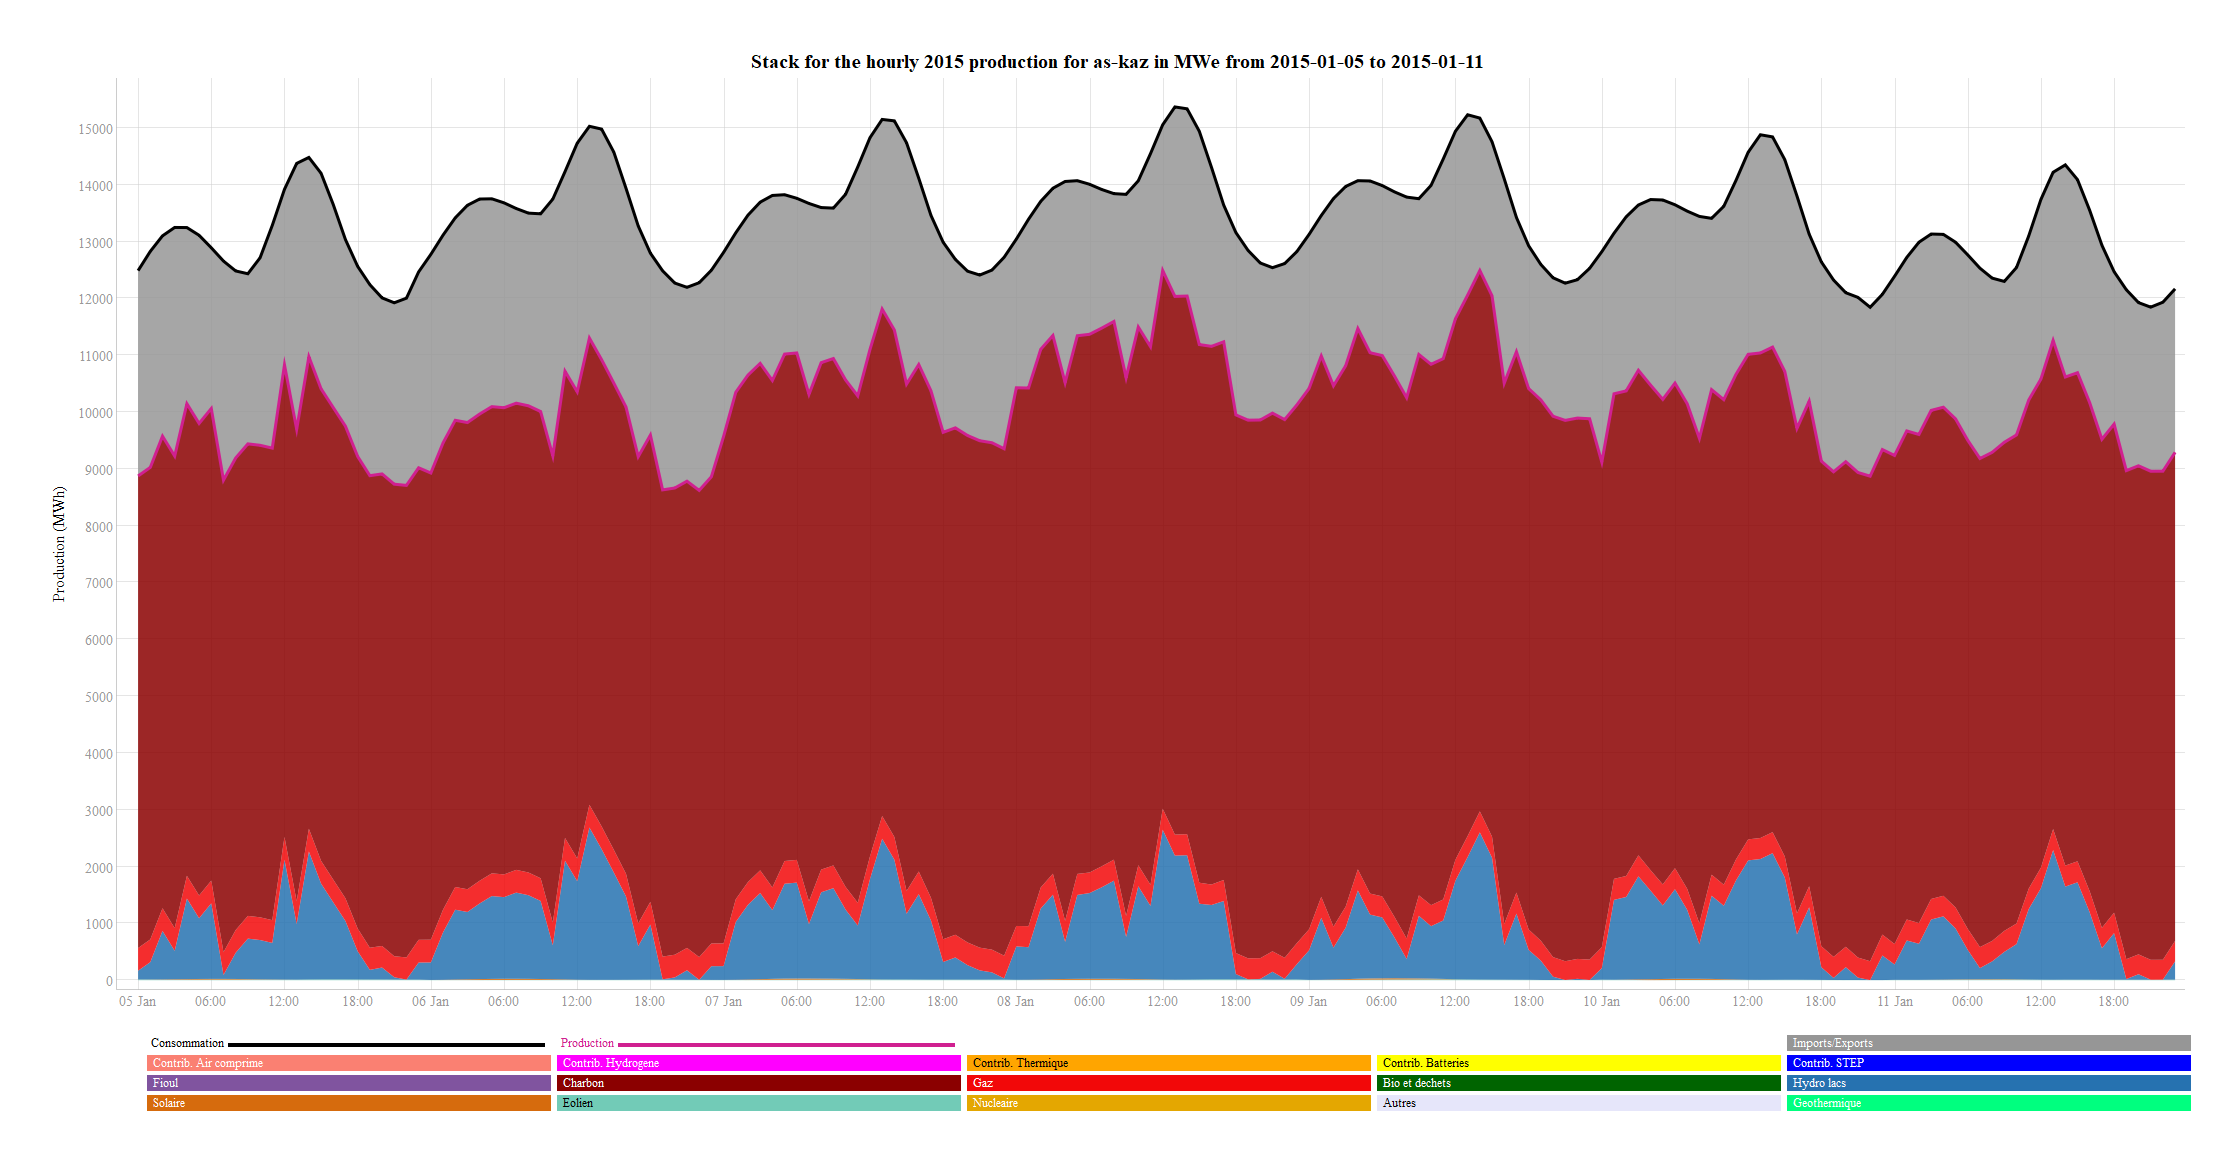 Stack for the hourly 2015 production for as-kaz in MWe from 2015-01-05 to 2015-01-11
Production (MWh)
15000
14000
13000
12000
11000
10000
9000
8000
7000
6000
5000
4000
3000
2000
1000
0
05 Jan 06:00 12:00 18:00 06 Jan 06:00 12:00 18:00 07 Jan 06:00 12:00 18:00 08 Jan 06:00 12:00 18:00 09 Jan 06:00 12:00 18:00 10 Jan 06:00 12:00 18:00 11 Jan 06:00 12:00 18:00
Consommation Production Imports/Exports
Contrib. Air comprime Contrib. Hydrogene Contrib. Thermique Contrib. Batteries Contrib. STEP
Fioul Charbon Gaz Bio et dechets Hydro lacs
Solaire Eolien Nucleaire Autres Geothermique